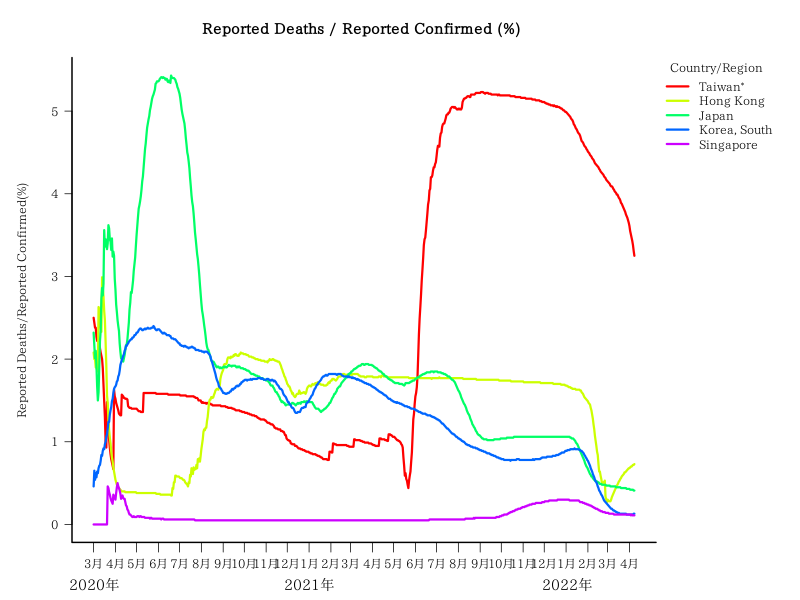 Reported Deaths / Reported Confirmed (%)
Country/Region
Taiwan*
Hong Kong
Japan
Korea, South
Singapore
Reported Deaths/Reported Confirmed(%)
5
4
3
2
1
0
3月 4月 5月 6月 7月 8月 9月 10月 11月 12月 1月 2月 3月 4月 5月 6月 7月 8月 9月 10月 11月 12月 1月 2月 3月 4月
2020年 2021年 2022年